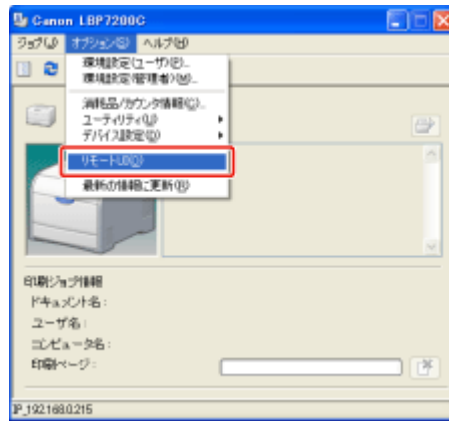 Canon LBP7200C
ジョブ(J) オプション(S) ヘルプ(H)
環境設定(ユーザ)(E)...
環境設定(管理者)(M)...
消耗品/カウンタ情報(C)...
ユーティリティ(U)
デバイス設定(D)
リモートUI(O)
最新の情報に更新(R)
印刷ジョブ情報
ドキュメント名:
ユーザ名:
コンピュータ名:
印刷ページ:
IP_192.168.0.215